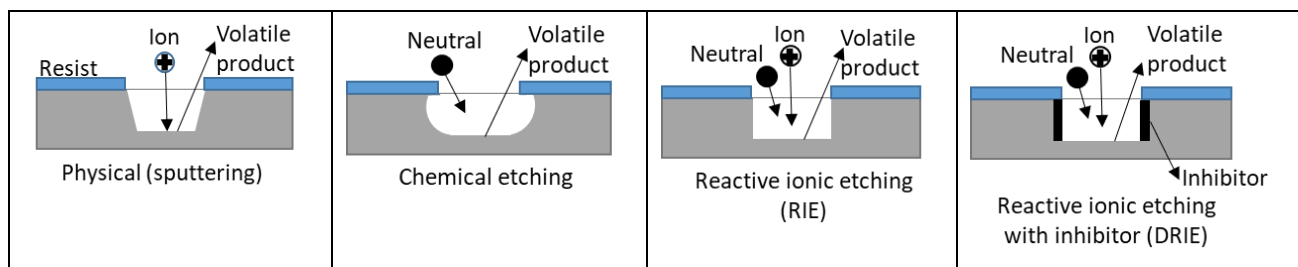 Ion
Volatile
product
Resist
Physical (sputtering)
Neutral
Volatile
product
Chemical etching
Ion
Neutral
Volatile
product
Reactive ionic etching
(RIE)
Ion
Neutral
Volatile
product
Inhibitor
Reactive ionic etching
with inhibitor (DRIE)